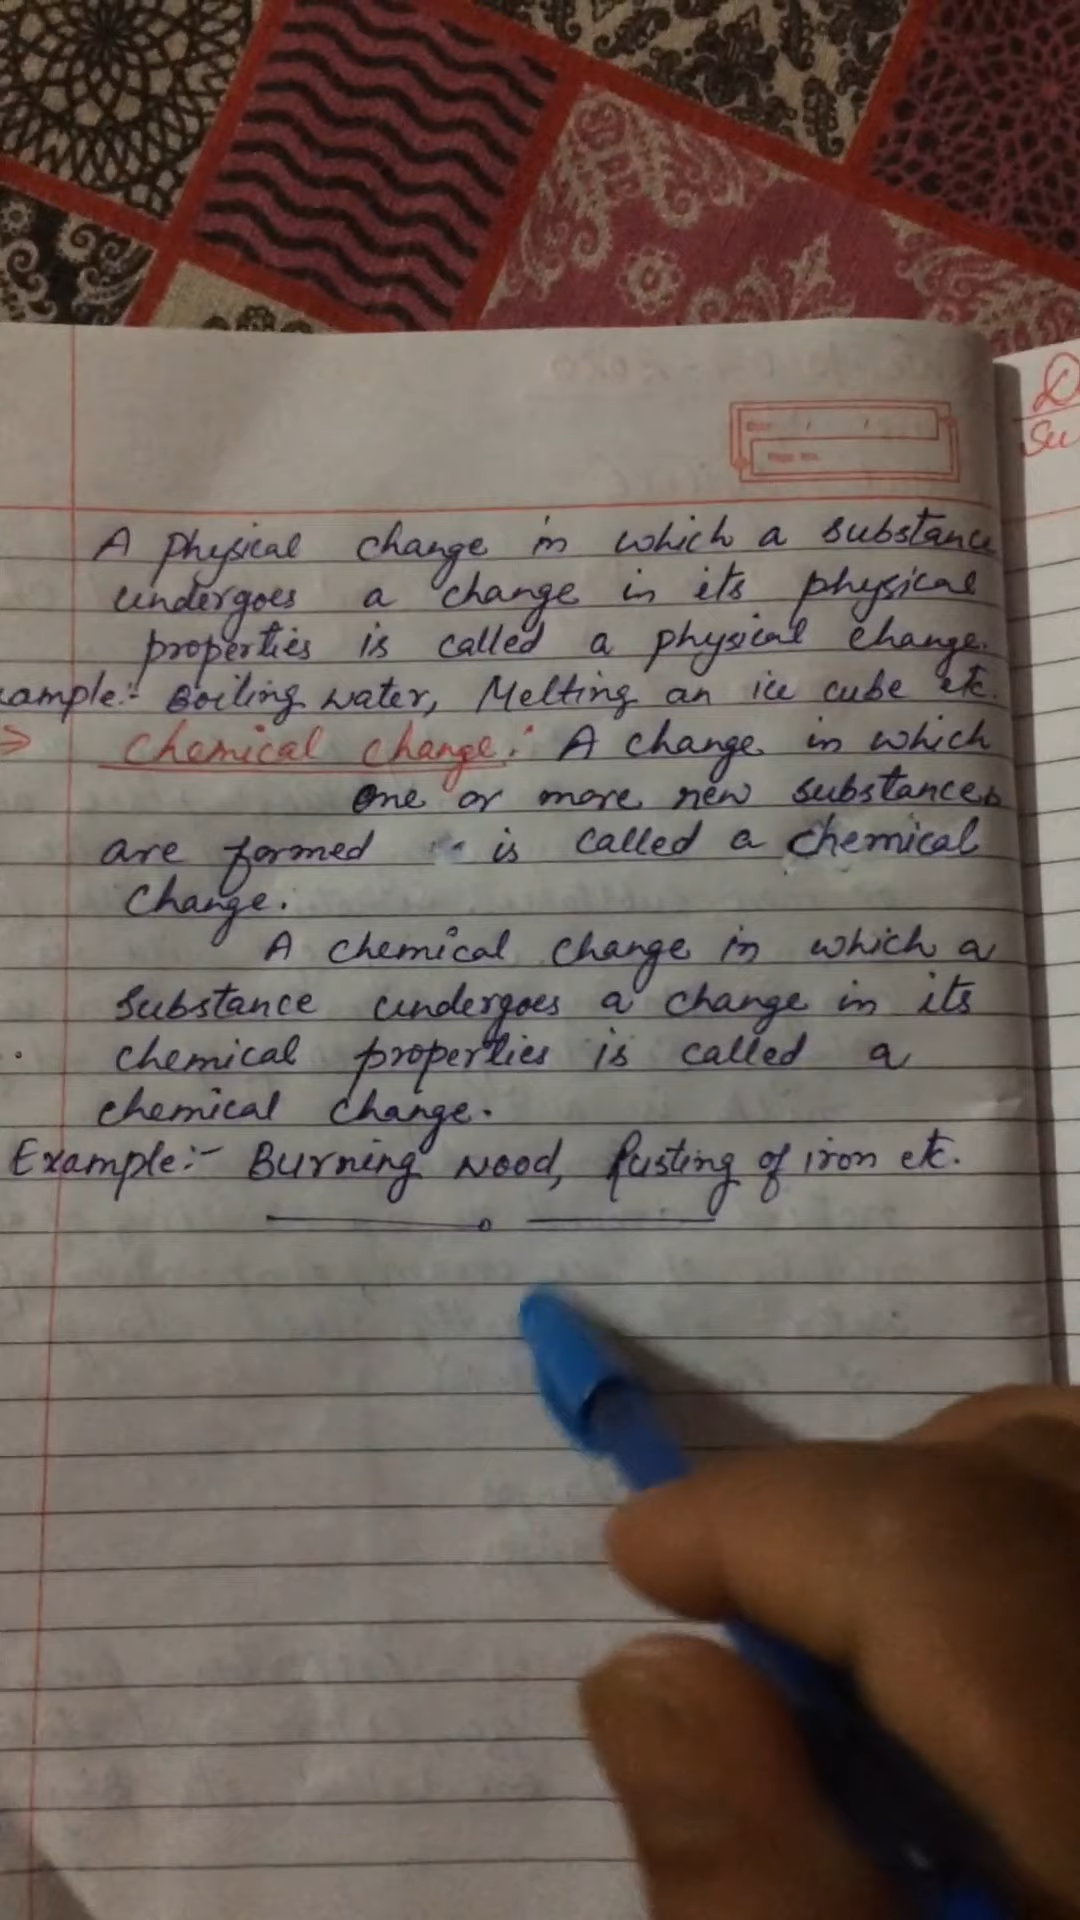 A physical change in which a substance
undergoes a change in its physical
properties is called a physical change.
ample:- Boiling water, Melting an ice cube etc.
⇒ Chemical change:- A change in which
one or more new substances
are formed is called a chemical
change.
A chemical change in which a
substance undergoes a change in its
chemical properties is called a
chemical change.
Example:- Burning wood, Rusting of iron etc.
Page No.
Su